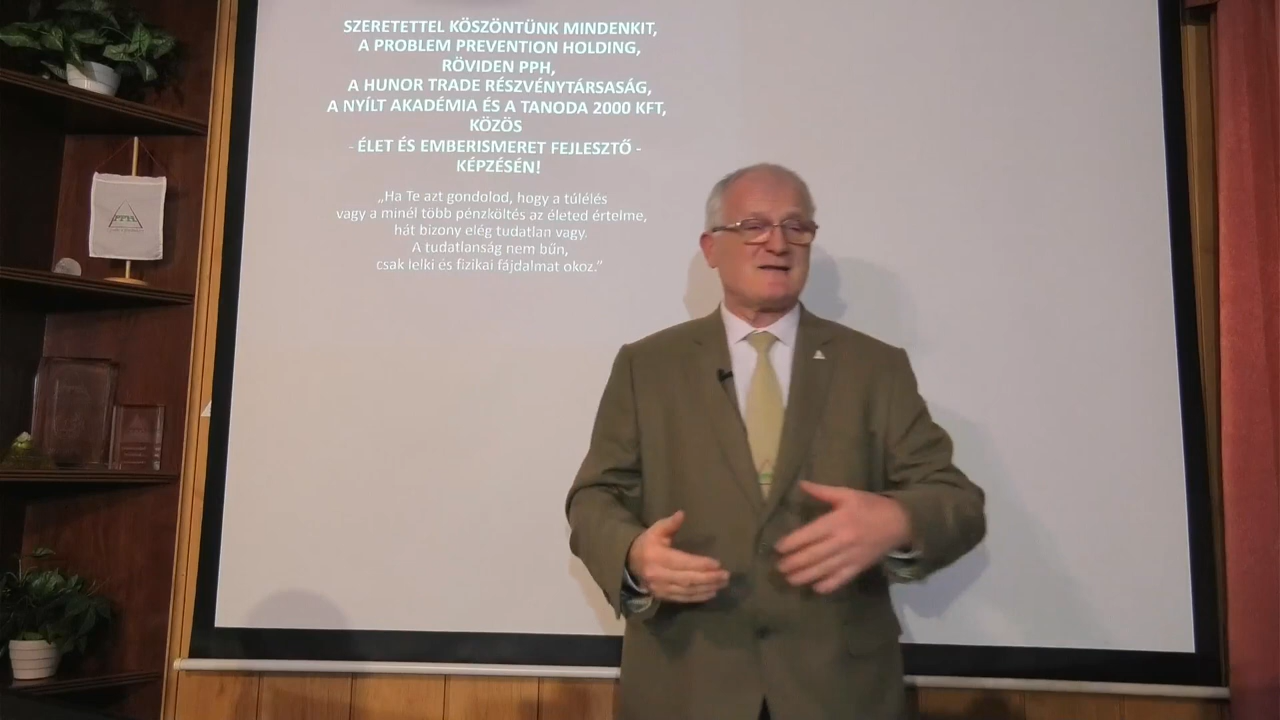 SZERETETTEL KÖSZÖNTÜNK MINDENKIT,
A PROBLEM PREVENTION HOLDING,
RÖVIDEN PPH,
A HUNOR TRADE RÉSZVÉNYTÁRSASÁG,
A NYÍLT AKADÉMIA ÉS A TANODA 2000 KFT,
KÖZÖS
- ÉLET ÉS EMBERISMERET FEJLESZTŐ -
KÉPZÉSÉN!
„Ha Te azt gondolod, hogy a túlélés
vagy a minél több pénzköltés az életed értelme,
hát bizony elég tudatlan vagy.
A tudatlanság nem bűn,
csak lelki és fizikai fájdalmat okoz.”
PPH